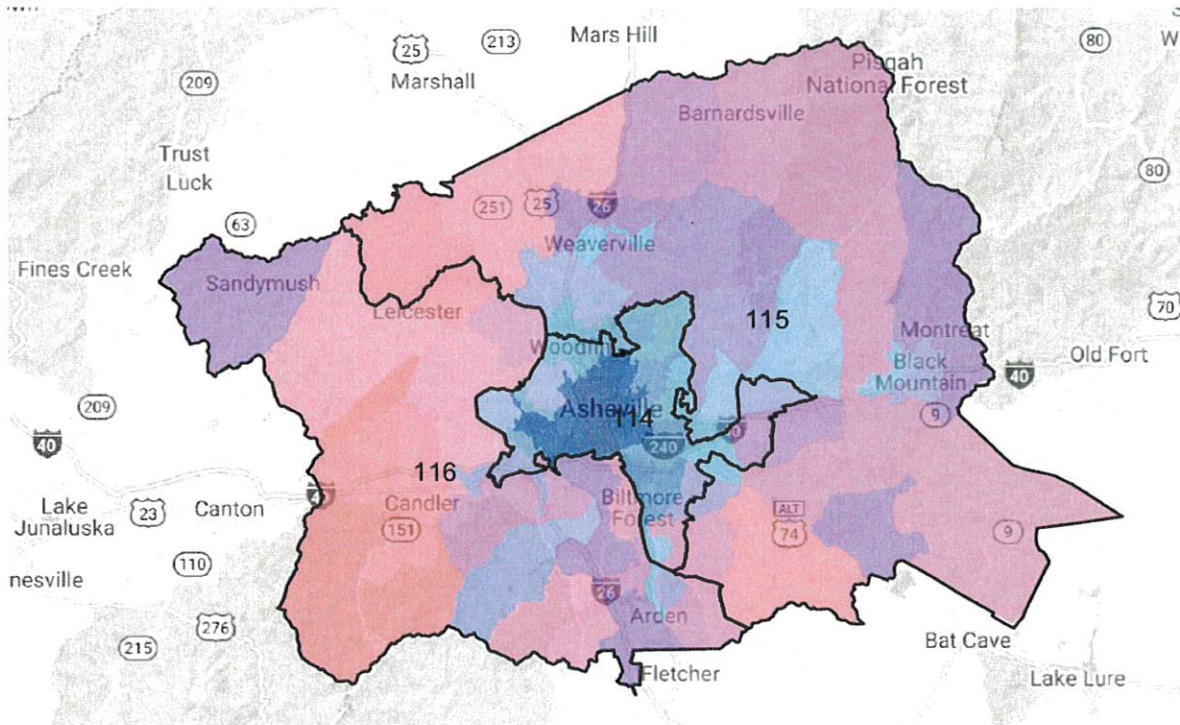 213
80
25
Mars Hill
W
Marshall
Pisgah
National Forest
209
Barnardsville
Trust
Luck
80
251
25
26
63
Weaverville
Fines Creek
Sandymush
70
Leicester
115
Montreat
Old Fort
Black
Mountain
40
209
Asheville
114
9
40
240
116
Lake
Junaluska
23
Canton
Candler
Biltmore
Forest
ALT
74
9
151
110
nesville
26
276
Arden
215
Bat Cave
Fletcher
Lake Lure